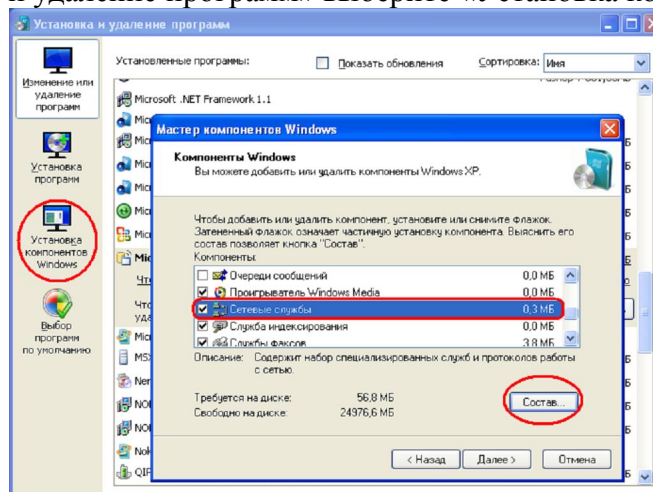 и удаление программ» Выберите
Установка и удаление программ
Изменение или
удаление
программ
Установка
программ
Установка
компонентов
Windows
Выбор
программ
по умолчанию
Установленные программы:
Показать обновления
Сортировка: Имя
Microsoft .NET Framework 1.1
Мастер компонентов Windows
Компоненты Windows
Вы можете добавить или удалить компоненты Windows XP.
Чтобы добавить или удалить компонент, установите или снимите флажок.
Затененный флажок означает частичную установку компонента. Выяснить его
состав позволяет кнопка "Состав".
Компоненты:
Очереди сообщений 0,0 МБ
Проигрыватель Windows Media 0,0 МБ
Сетевые службы 0,3 МБ
Служба индексирования 0,0 МБ
Службы факсов 3,8 МБ
Описание: Содержит набор специализированных служб и протоколов работы
с сетью.
Требуется на диске: 56,8 МБ
Свободно на диске: 24976,6 МБ
Состав...
< Назад Далее > Отмена
QIP